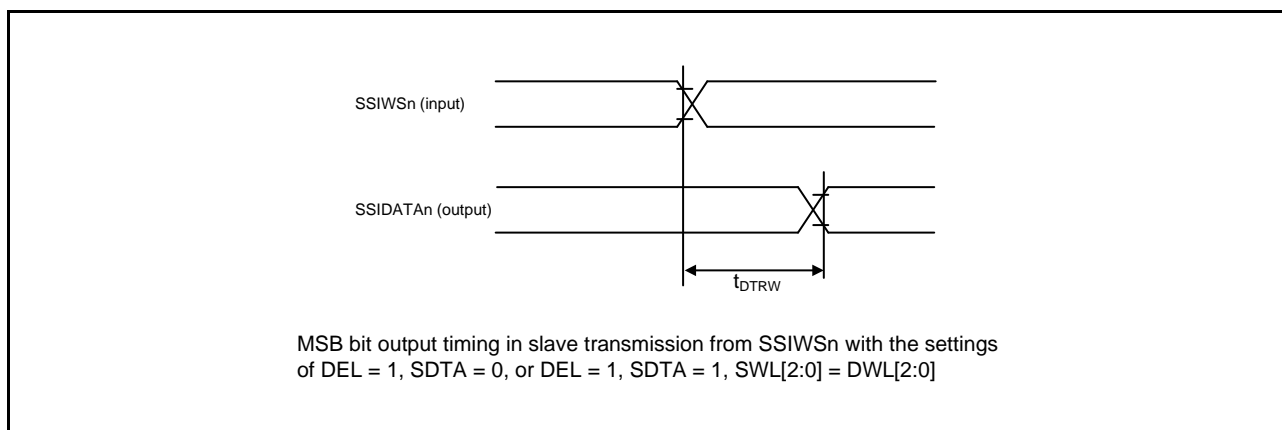 SSIWSn (input)
SSIDATAn (output)
tDTRW
MSB bit output timing in slave transmission from SSIWSn with the settings
of DEL = 1, SDTA = 0, or DEL = 1, SDTA = 1, SWL[2:0] = DWL[2:0]